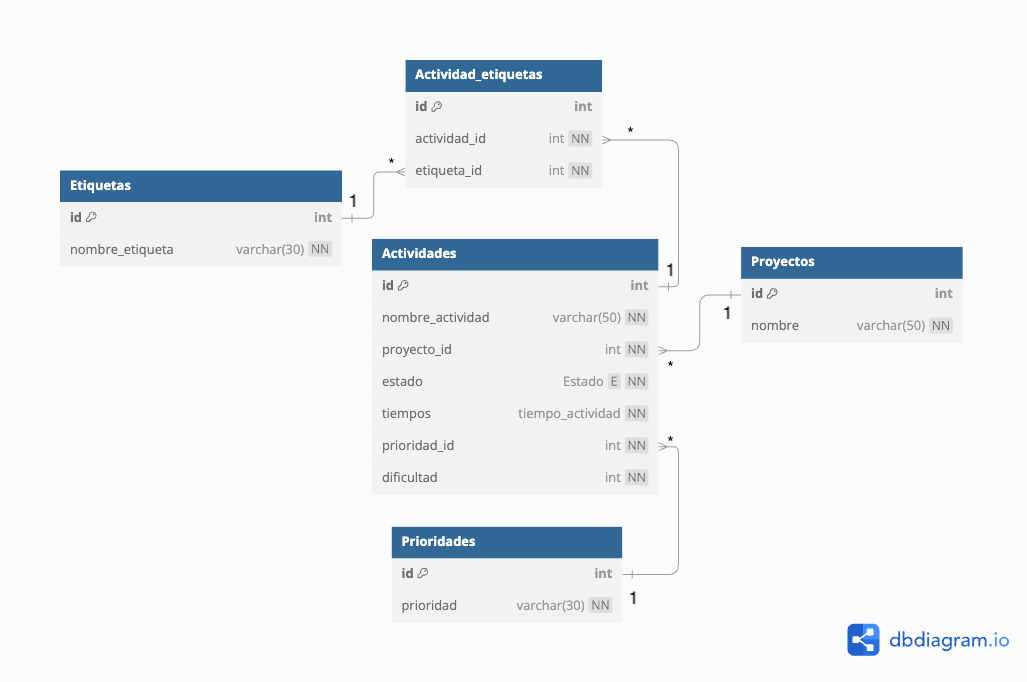 Actividad_etiquetas
id int
actividad_id int NN
etiqueta_id int NN
*
*
Etiquetas
id int
nombre_etiqueta varchar(30) NN
1
Actividades
id int
nombre_actividad varchar(50) NN
proyecto_id int NN
estado Estado E NN
tiempos tiempo_actividad NN
prioridad_id int NN
dificultad int NN
1
*
*
Proyectos
id int
nombre varchar(50) NN
1
Prioridades
id int
prioridad varchar(30) NN
1
dbdiagram.io